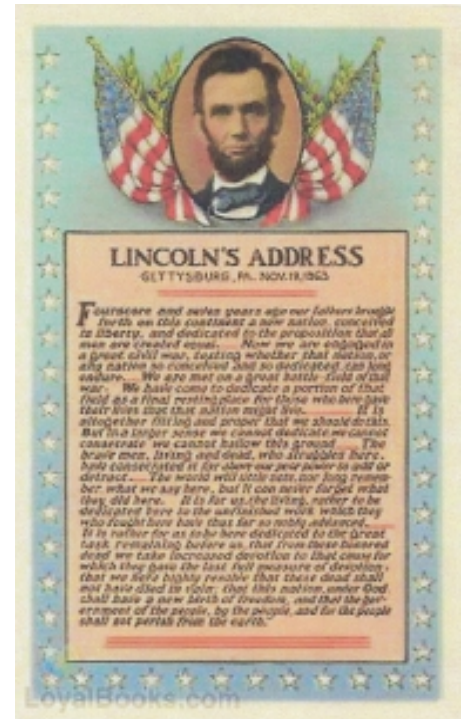 LINCOLN'S ADDRESS
GETTYSBURG, PA. NOV. 19, 1863
Fourscore and seven years ago our fathers brought
forth on this continent a new nation, conceived
in liberty, and dedicated to the proposition that all
men are created equal. Now we are engaged in
a great civil war, testing whether that nation, or
any nation so conceived and so dedicated, can long
endure. We are met on a great battle-field of that
war. We have come to dedicate a portion of that
field as a final resting place for those who here gave
their lives that that nation might live. It is
altogether fitting and proper that we should do this.
But in a larger sense we cannot dedicate we cannot
consecrate we cannot hallow this ground The
brave men, living and dead, who struggled here,
have consecrated it far above our poor power to add or
detract. The world will little note, nor long remem-
ber what we say here, but it can never forget what
they did here. It is for us, the living, rather to be
dedicated here to the unfinished work which they
who fought here have thus far so nobly advanced.
It is rather for us to be here dedicated to the great
task remaining before us that from these honored
dead we take increased devotion to that cause for
which they gave the last full measure of devotion;
that we here highly resolve that these dead shall
not have died in vain; that this nation, under God
shall have a new birth of freedom, and that the gov-
ernment of the people, by the people, and for the people
shall not perish from the earth.
LoyalBooks.com